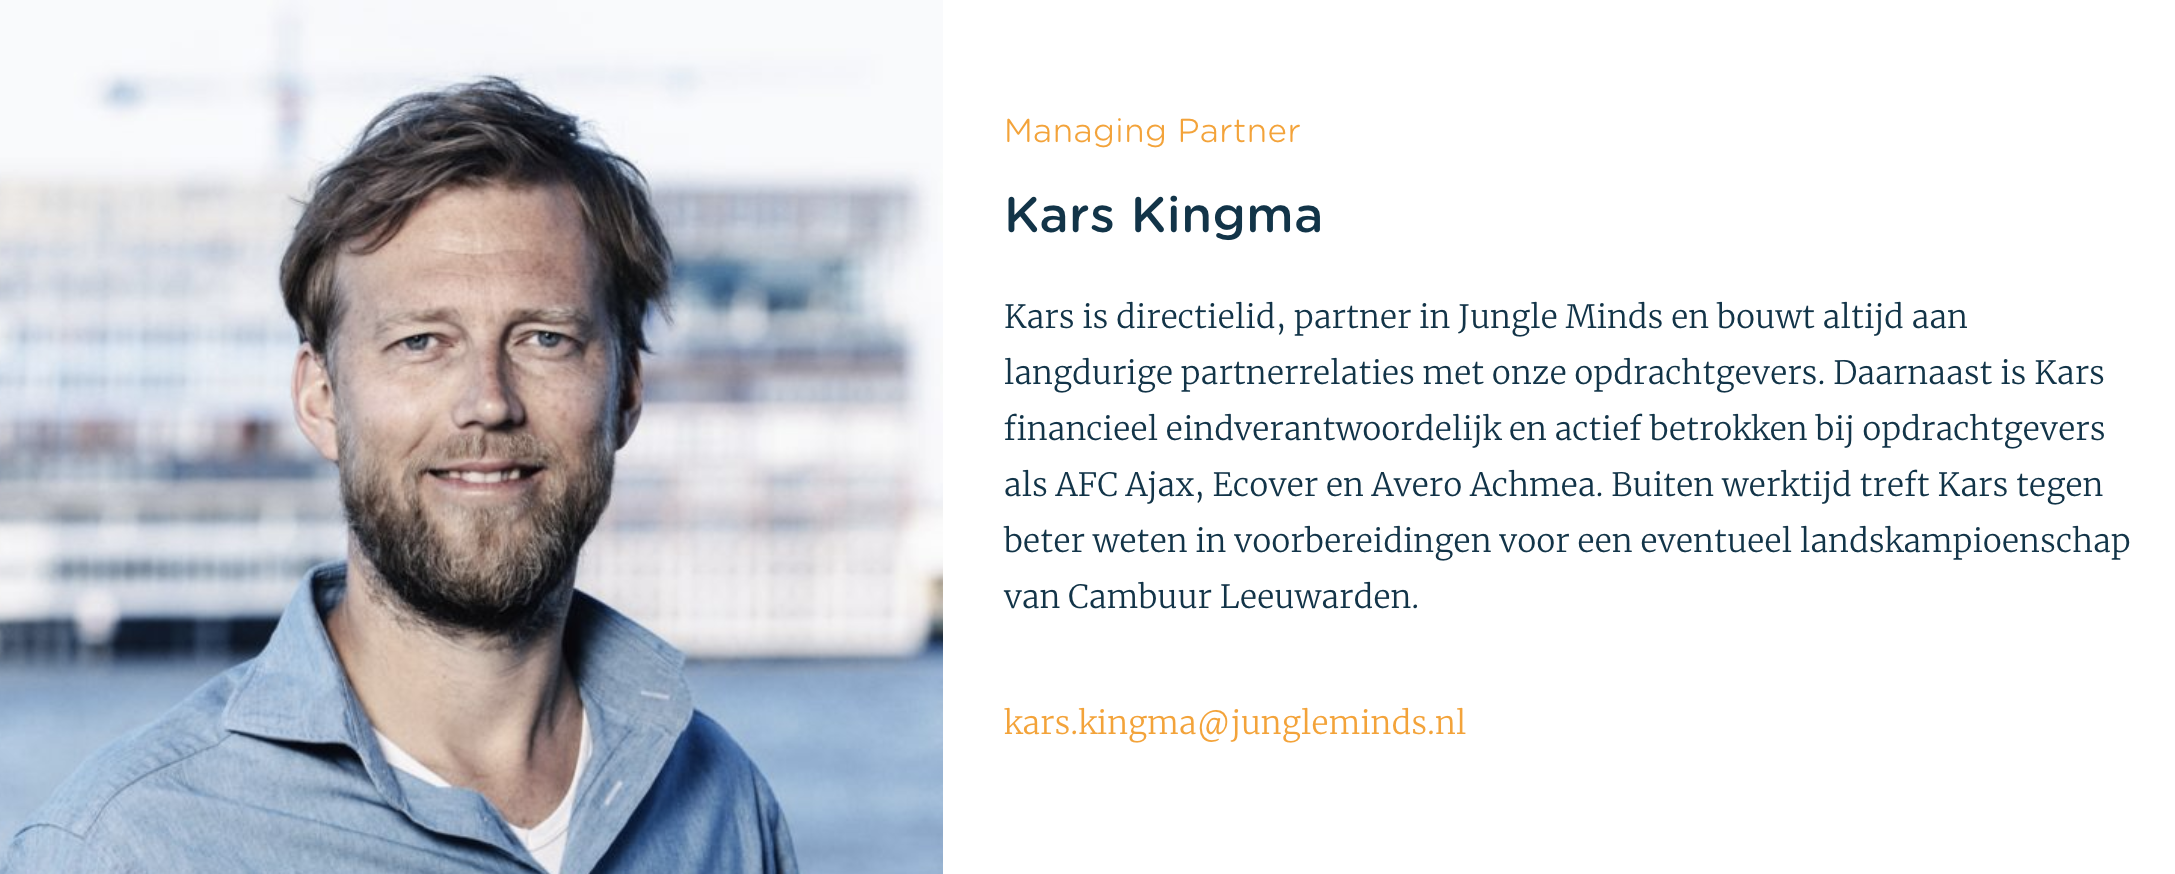 Managing Partner
Kars Kingma
Kars is directielid, partner in Jungle Minds en bouwt altijd aan
langdurige partnerrelaties met onze opdrachtgevers. Daarnaast is Kars
financieel eindverantwoordelijk en actief betrokken bij opdrachtgevers
als AFC Ajax, Ecover en Avero Achmea. Buiten werktijd treft Kars tegen
beter weten in voorbereidingen voor een eventueel landskampioenschap
van Cambuur Leeuwarden.
kars.kingma@jungleminds.nl